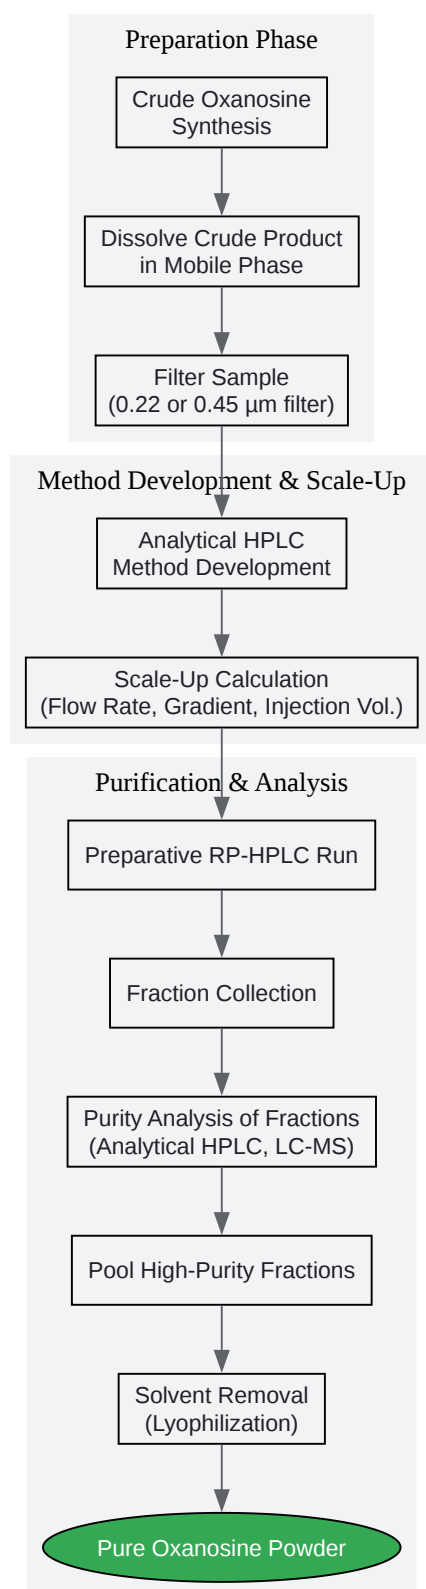 Preparation Phase
Crude Oxanosine
Synthesis
Dissolve Crude Product
in Mobile Phase
Filter Sample
(0.22 or 0.45 µm filter)
Method Development & Scale-Up
Analytical HPLC
Method Development
Scale-Up Calculation
(Flow Rate, Gradient, Injection Vol.)
Purification & Analysis
Preparative RP-HPLC Run
Fraction Collection
Purity Analysis of Fractions
(Analytical HPLC, LC-MS)
Pool High-Purity Fractions
Solvent Removal
(Lyophilization)
Pure Oxanosine Powder